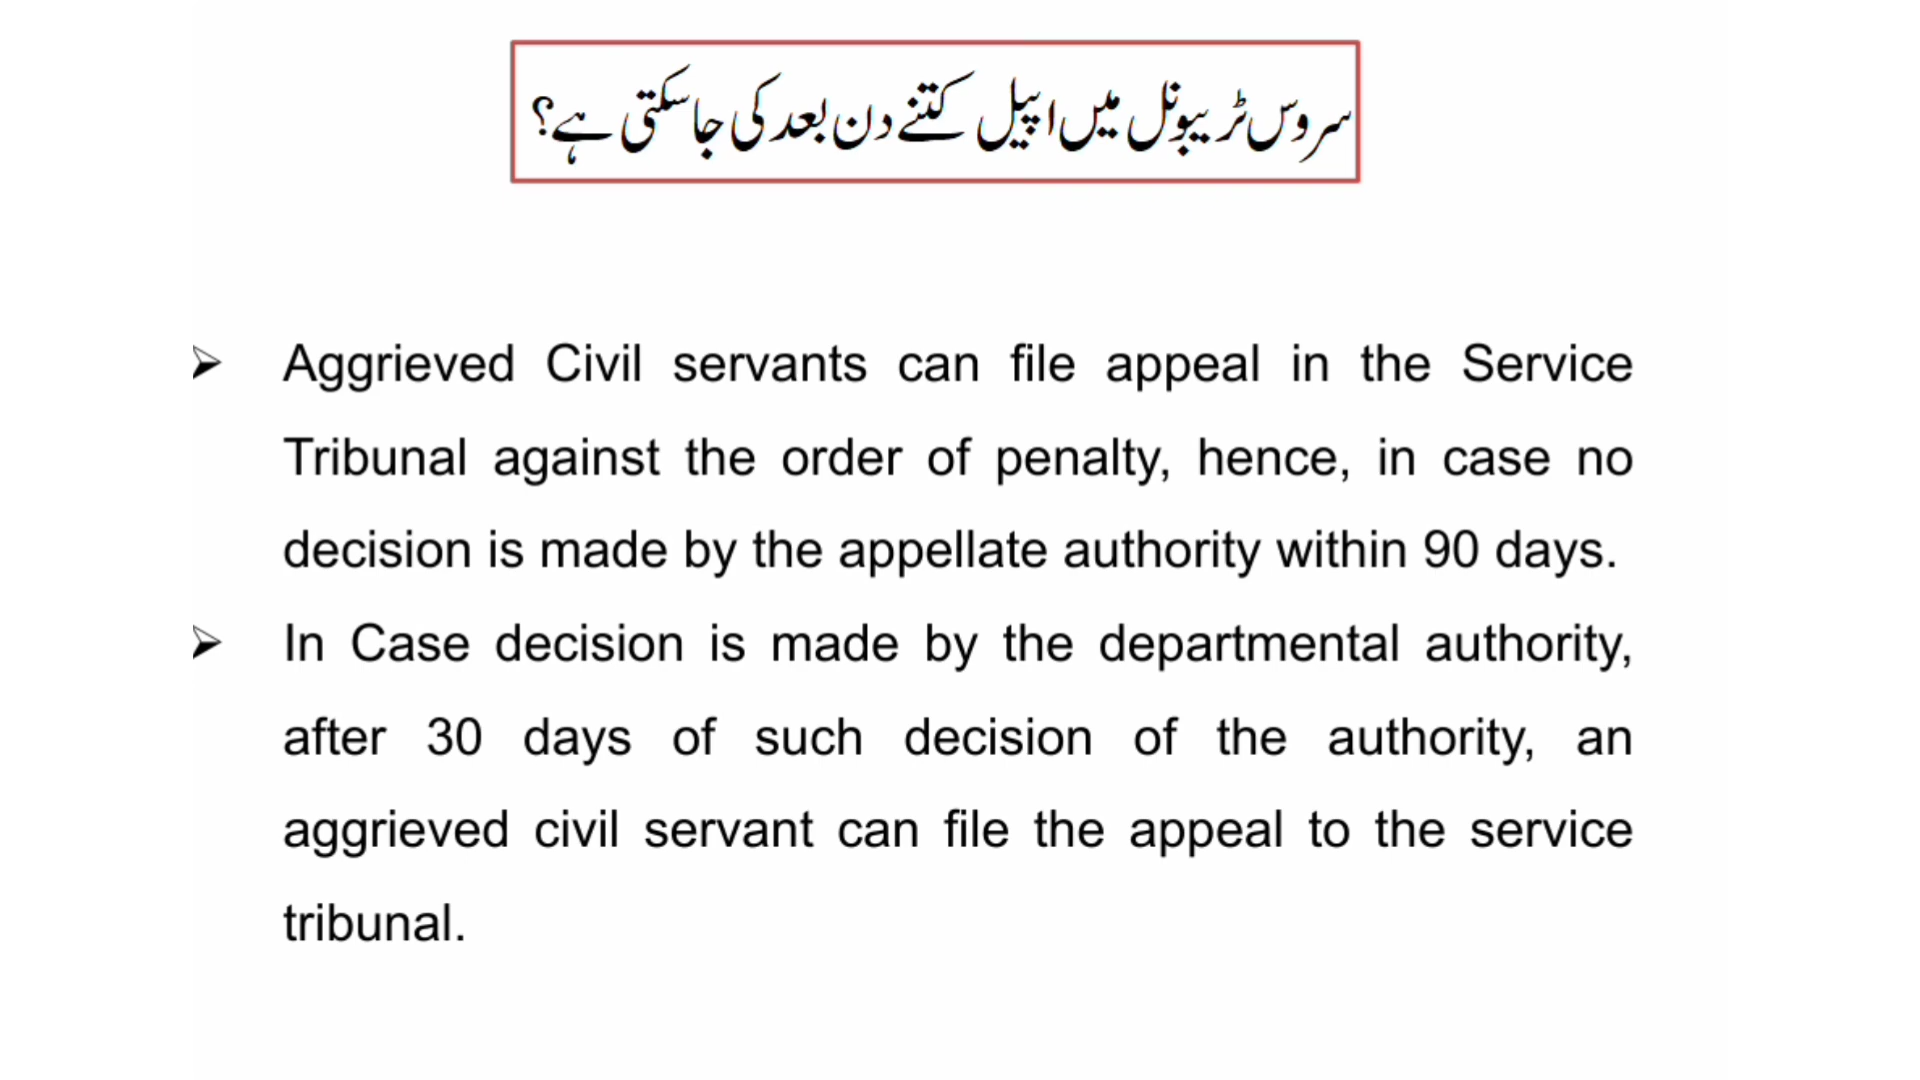 سروس ٹریبونل میں اپیل کتنے دن بعد کی جاسکتی ہے؟
➢ Aggrieved Civil servants can file appeal in the Service
Tribunal against the order of penalty, hence, in case no
decision is made by the appellate authority within 90 days.
➢ In Case decision is made by the departmental authority,
after 30 days of such decision of the authority, an
aggrieved civil servant can file the appeal to the service
tribunal.